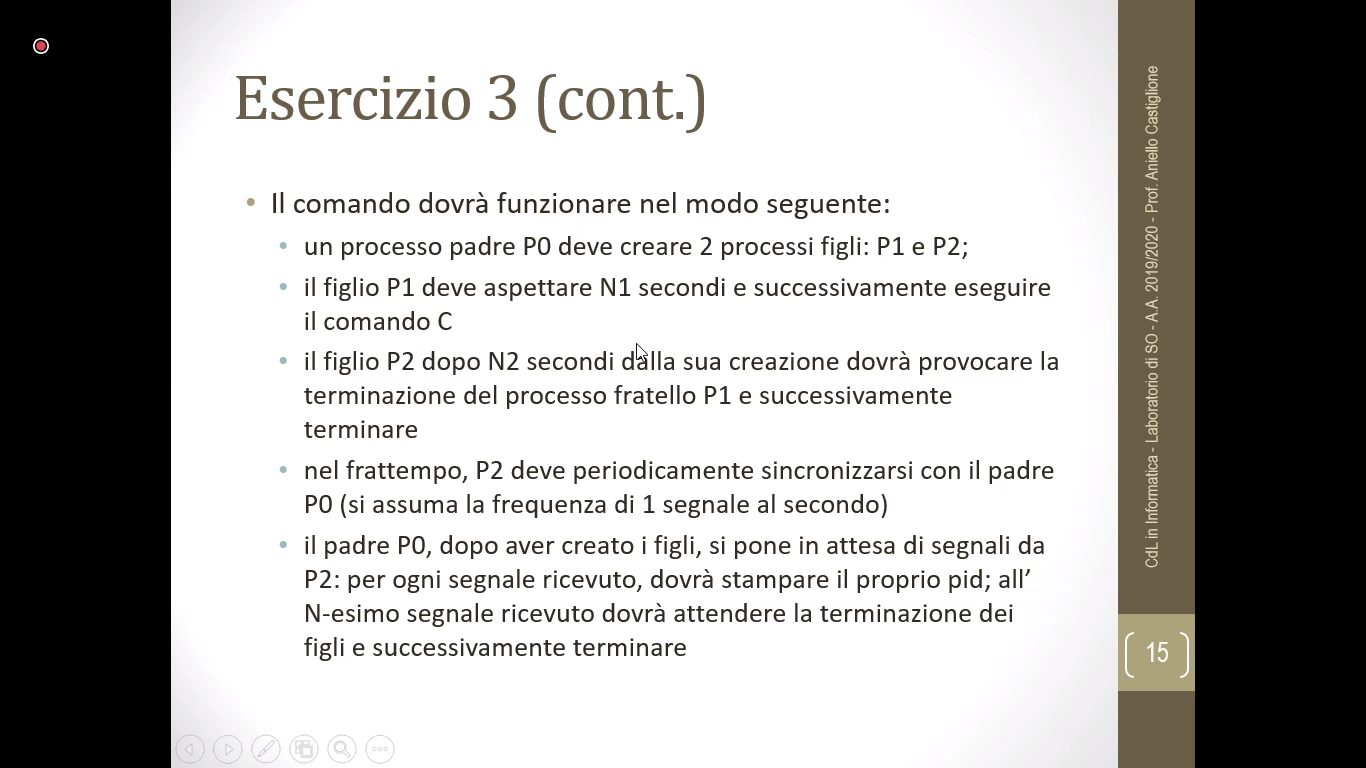 Esercizio 3 (cont.)
• Il comando dovrà funzionare nel modo seguente:
• un processo padre P0 deve creare 2 processi figli: P1 e P2;
• il figlio P1 deve aspettare N1 secondi e successivamente eseguire
il comando C
• il figlio P2 dopo N2 secondi dalla sua creazione dovrà provocare la
terminazione del processo fratello P1 e successivamente
terminare
• nel frattempo, P2 deve periodicamente sincronizzarsi con il padre
P0 (si assuma la frequenza di 1 segnale al secondo)
• il padre P0, dopo aver creato i figli, si pone in attesa di segnali da
P2: per ogni segnale ricevuto, dovrà stampare il proprio pid; all’
N-esimo segnale ricevuto dovrà attendere la terminazione dei
figli e successivamente terminare
CdL in Informatica - Laboratorio di SO - A.A. 2019/2020 - Prof. Aniello Castiglione
15